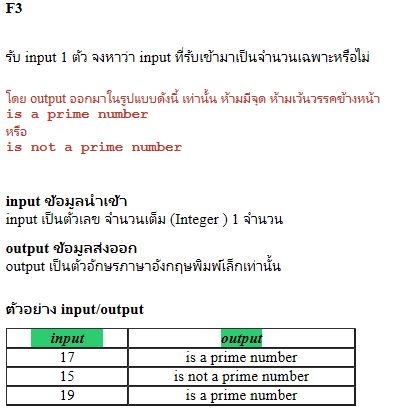 F3
รับ input 1 ตัว จงหาว่า input ที่รับเข้ามาเป็นจำนวนเฉพาะหรือไม่
โดย output ออกมาในรูปแบบดังนี้ เท่านั้น ห้ามมีจุด ห้ามเว้นวรรคข้างหน้า
is a prime number
หรือ
is not a prime number
input ข้อมูลนำเข้า
input เป็นตัวเลข จำนวนเต็ม (Integer ) 1 จำนวน
output ข้อมูลส่งออก
output เป็นตัวอักษรภาษาอังกฤษพิมพ์เล็กเท่านั้น
ตัวอย่าง input/output
input output
17 is a prime number
15 is not a prime number
19 is a prime number